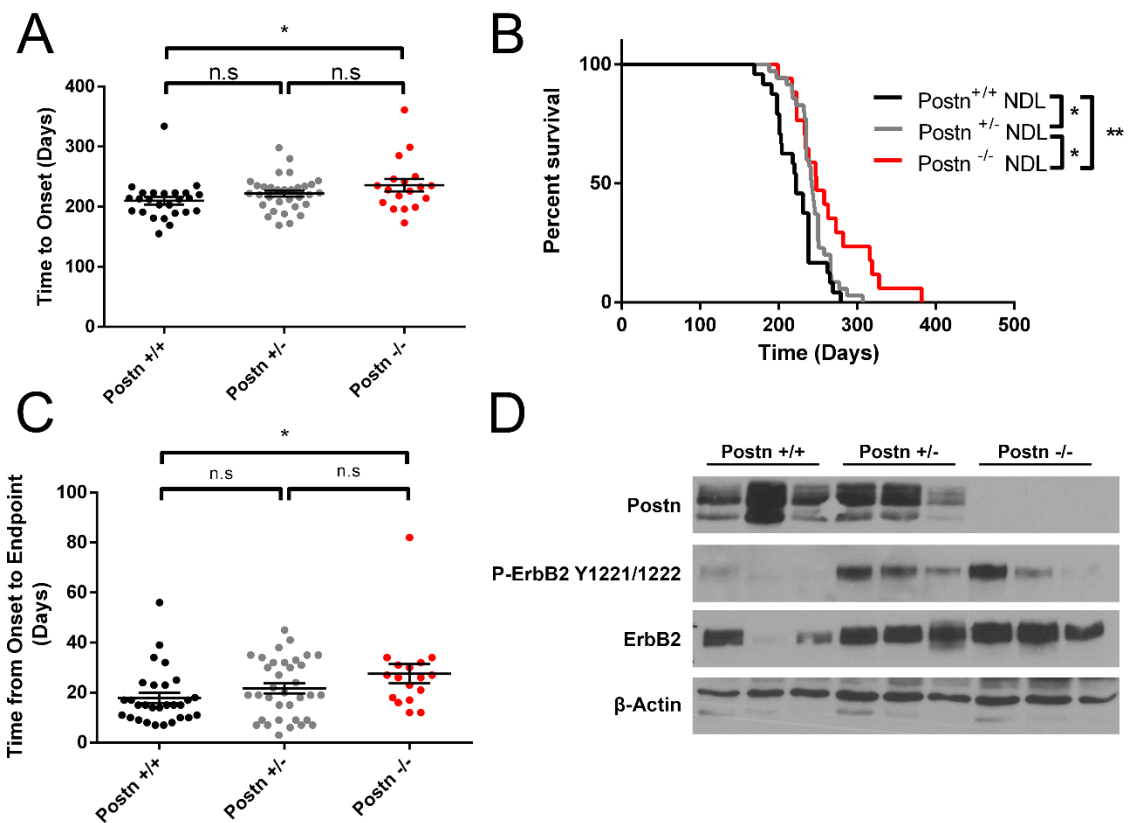 A
*
n.s
n.s
400
300
200
100
0
Time to Onset (Days)
Postn +/+
Postn +/-
Postn -/-
B
100
50
0
Percent survival
0
100
200
300
400
500
Time (Days)
Postn+/+ NDL
Postn +/- NDL
Postn -/- NDL
*
*
**
C
*
n.s
n.s
100
80
60
40
20
0
Time from Onset to Endpoint
(Days)
Postn +/+
Postn +/-
Postn -/-
D
Postn +/+
Postn +/-
Postn -/-
Postn
P-ErbB2 Y1221/1222
ErbB2
β-Actin